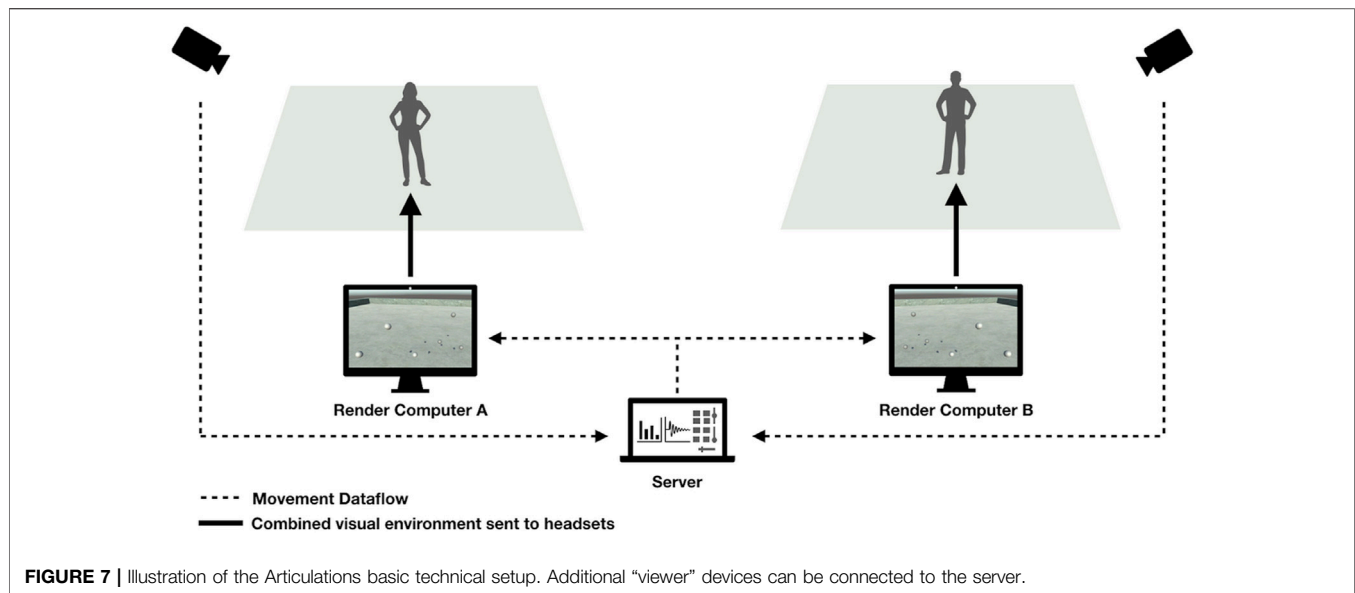 Render Computer A
Render Computer B
Server
Movement Dataflow
Combined visual environment sent to headsets
FIGURE 7 | Illustration of the Articulations basic technical setup. Additional “viewer” devices can be connected to the server.